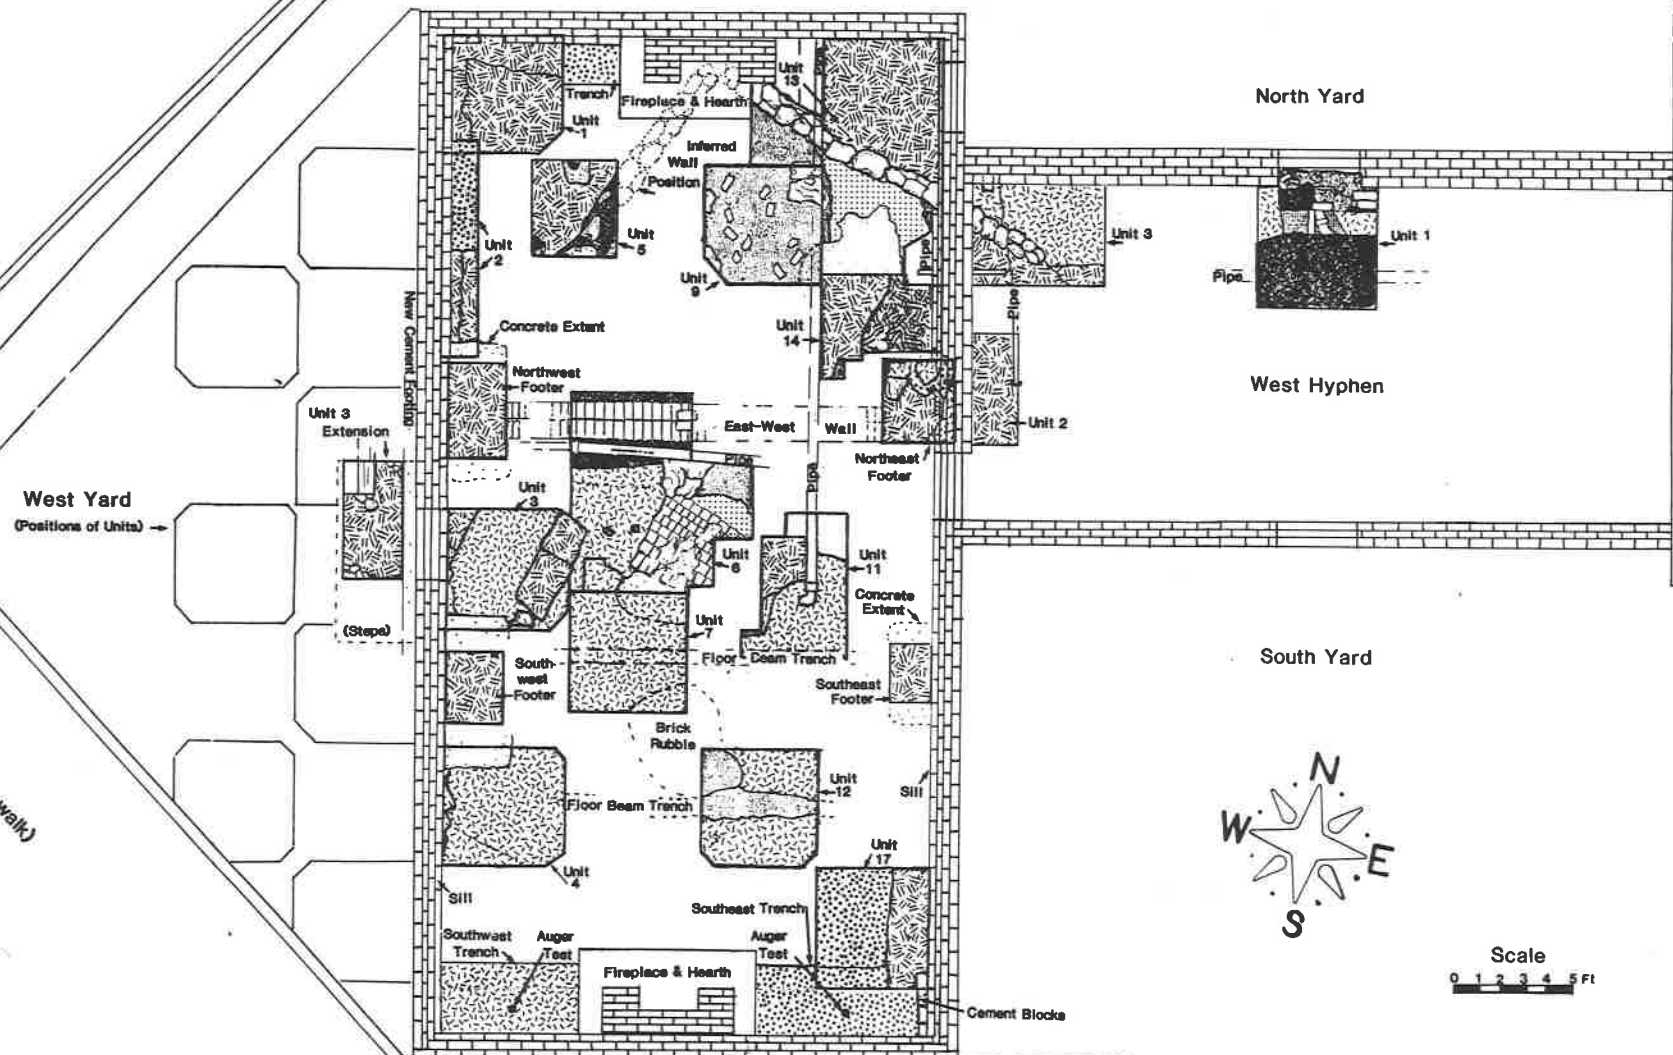 North Yard
Pipe
Unit
13
Trench
Fireplace & Hearth
Unit
1
Inferred
Wall
Position
Unit
2
Unit
5
Unit
9
Pipe
Unit 3
Unit 1
Pipe
Pipe
Concrete Extent
Unit
14
New Cement Footing
Northwest
Footer
West Hyphen
Unit 3
Extension
East-West Wall
Unit 2
Northeast
Footer
Pipe
Pipe
West Yard
(Positions of Units)
Unit
3
Unit
6
Unit
11
Concrete
Extent
(Steps)
Unit
7
Floor Beam Trench
South-
west
Footer
Southeast
Footer
South Yard
Brick
Rubble
Unit
12
Sill
Floor Beam Trench
walk)
Unit
4
Unit
17
Sill
Southeast Trench
Southwest
Trench
Auger
Test
Auger
Test
Fireplace & Hearth
Cement Blocks
N
W
E
S
Scale
0 1 2 3 4 5 Ft